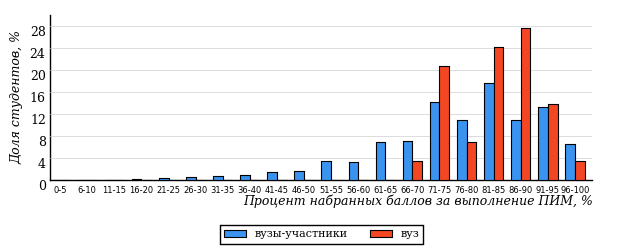 Доля студентов, %
28
24
20
16
12
8
4
0
0-5 6-10 11-15 16-20 21-25 26-30 31-35 36-40 41-45 46-50 51-55 56-60 61-65 66-70 71-75 76-80 81-85 86-90 91-95 96-100
Процент набранных баллов за выполнение ПИМ, %
вузы-участники вуз